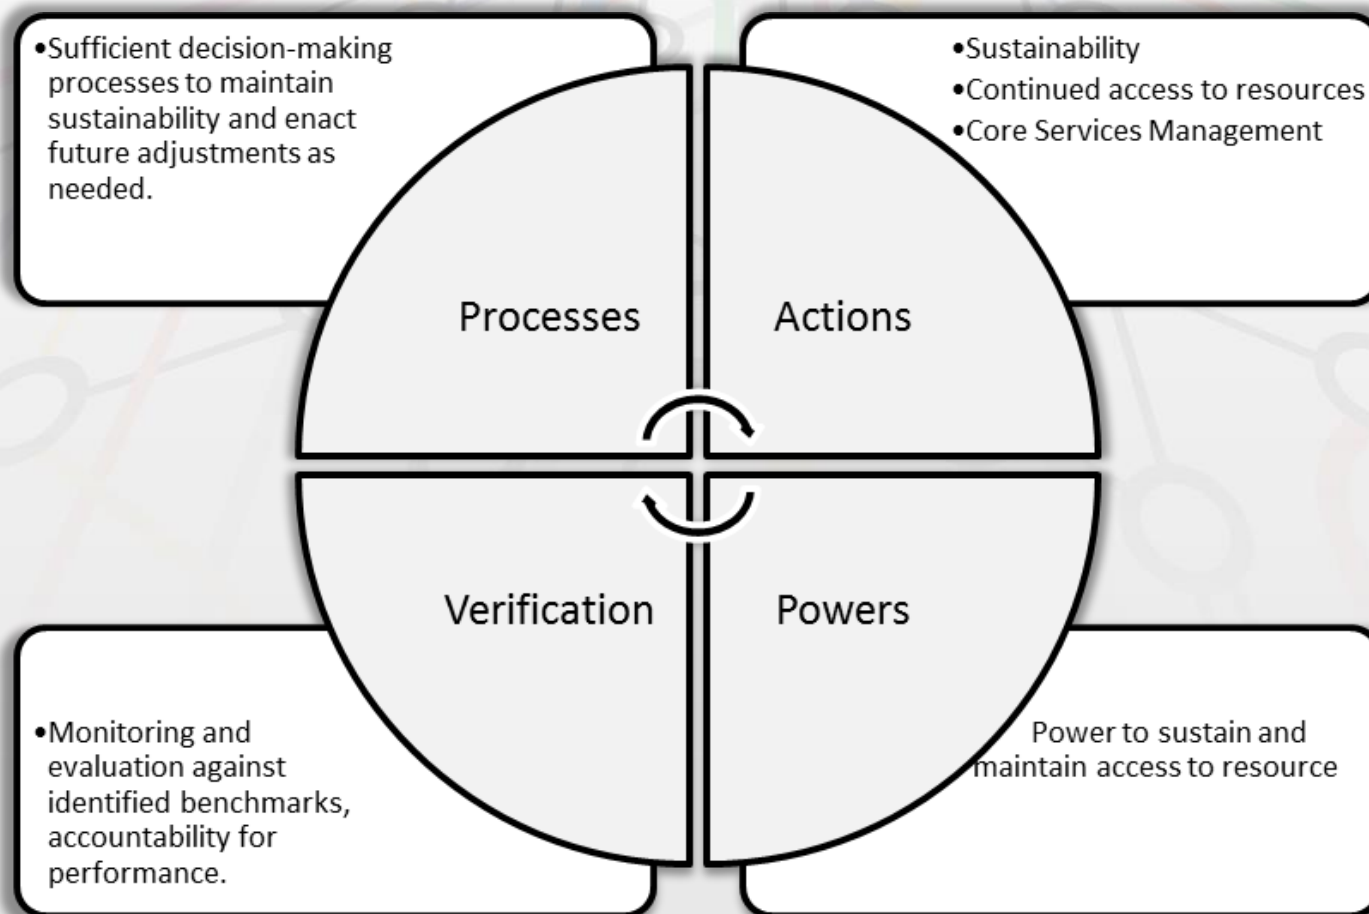 •Sufficient decision-making
processes to maintain
sustainability and enact
future adjustments as
needed.
•Sustainability
•Continued access to resources
•Core Services Management
Processes
Actions
Verification
Powers
•Monitoring and
evaluation against
identified benchmarks,
accountability for
performance.
Power to sustain and
maintain access to resource